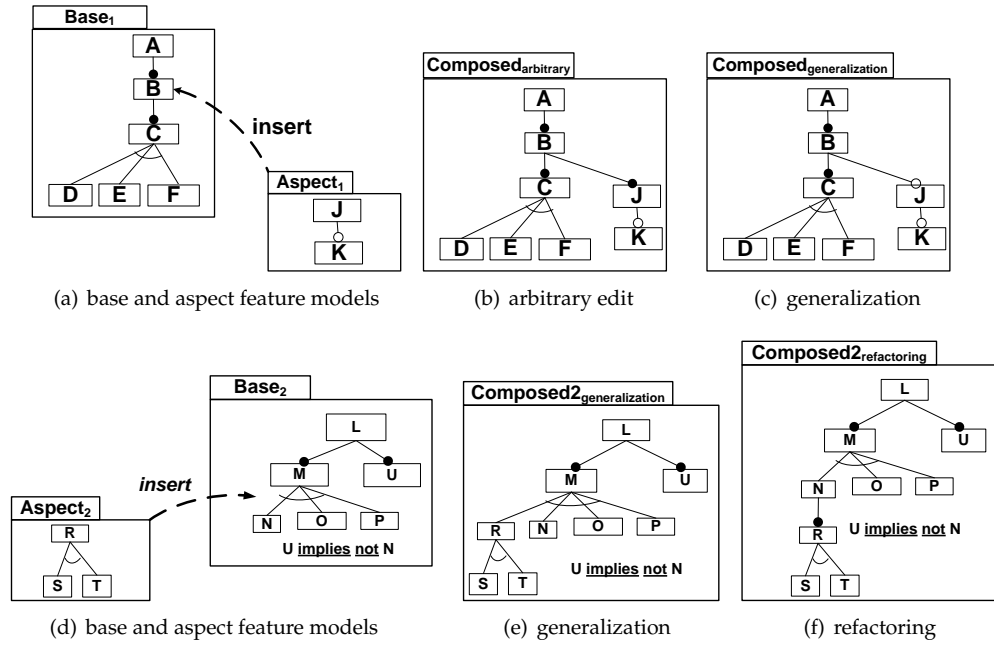 Base1
A
B
C
D E F
insert
Aspect1
J
K
Composedarbitrary
A
B
C
J
D E F
K
Composedgeneralization
A
B
C
J
D E F
K
(a) base and aspect feature models
(b) arbitrary edit
(c) generalization
Aspect2
R
S T
insert
Base2
L
M U
N O P
U implies not N
Composed2generalization
L
M U
R N O P
S T
U implies not N
Composed2refactoring
L
M U
N O P
R
U implies not N
S T
(d) base and aspect feature models
(e) generalization
(f) refactoring